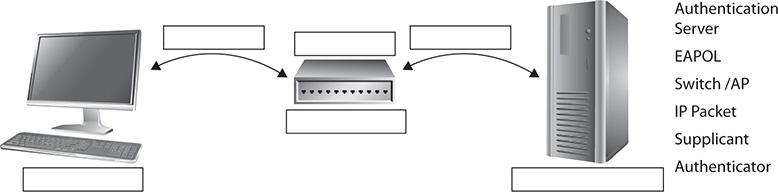 Authentication
Server
EAPOL
Switch /AP
IP Packet
Supplicant
Authenticator